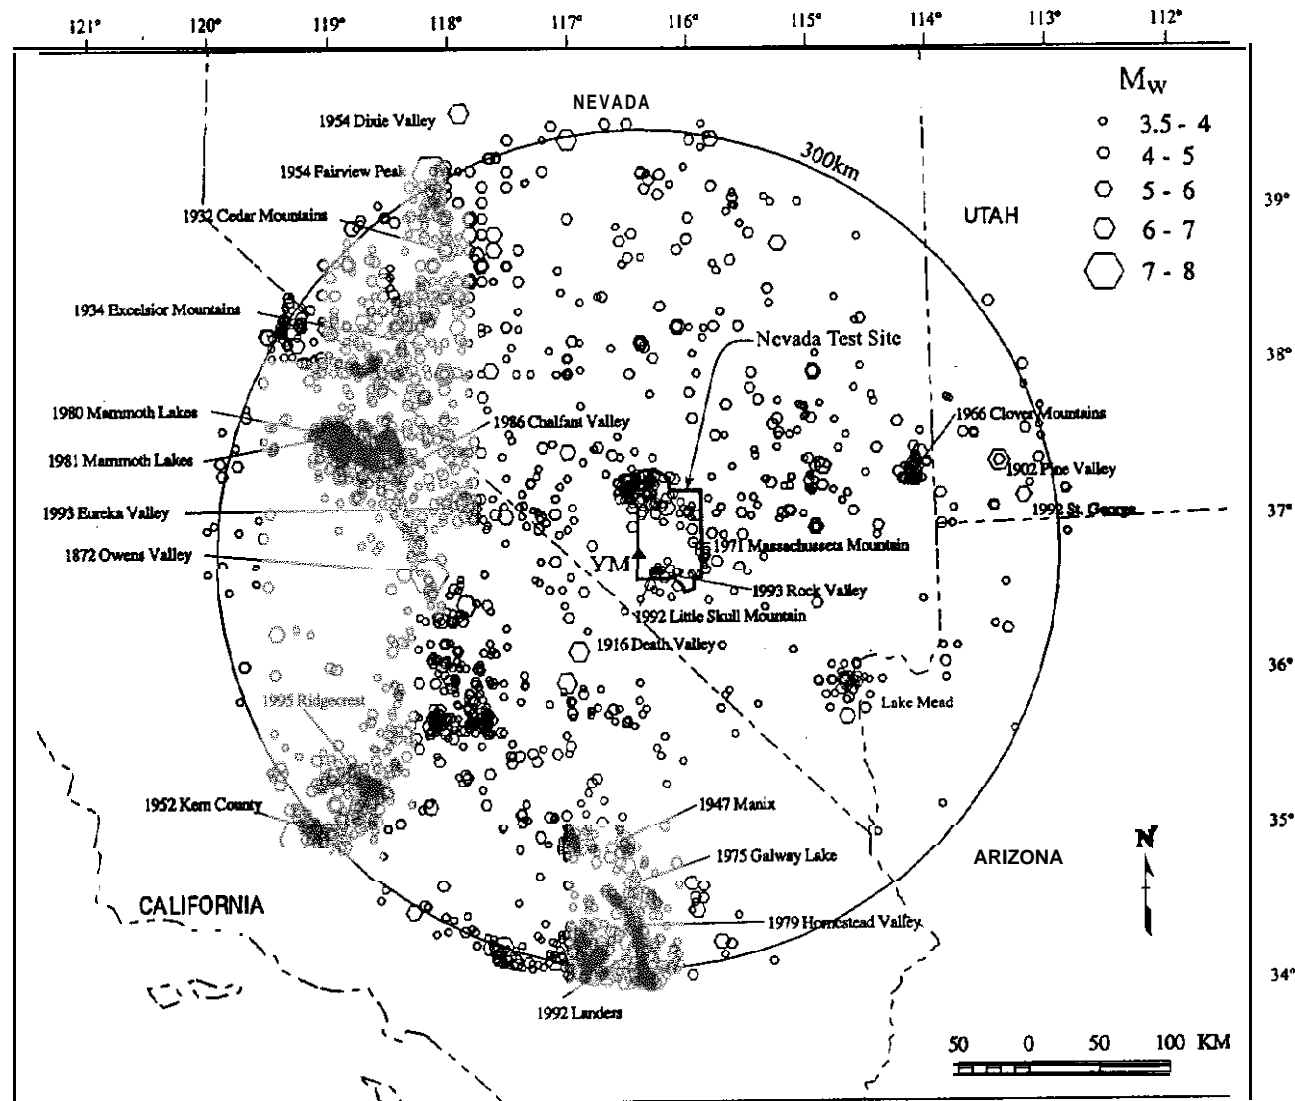 121° 120° 119° 118° 117° 116° 115° 114° 113° 112°
NEVADA
Mw
3.5 - 4
4 - 5
5 - 6
6 - 7
7 - 8
1954 Dixie Valley
300km
1954 Fairview Peak
39°
1932 Cedar Mountains
UTAH
1934 Excelsior Mountains
Nevada Test Site
38°
1980 Mammoth Lakes
1986 Chalfant Valley
1966 Clover Mountains
1981 Mammoth Lakes
1902 Pine Valley
1993 Eureka Valley
1992 St. George
37°
1971 Massachusseta Mountain
1872 Owens Valley
YM
1993 Rock Valley
1992 Little Skull Mountain
1916 Death Valley
36°
1995 Ridgecrest
Lake Mead
1952 Kern County
1947 Manix
35°
N
1975 Galway Lake
ARIZONA
CALIFORNIA
1979 Homestead Valley
34°
1992 Landers
50 0 50 100 KM